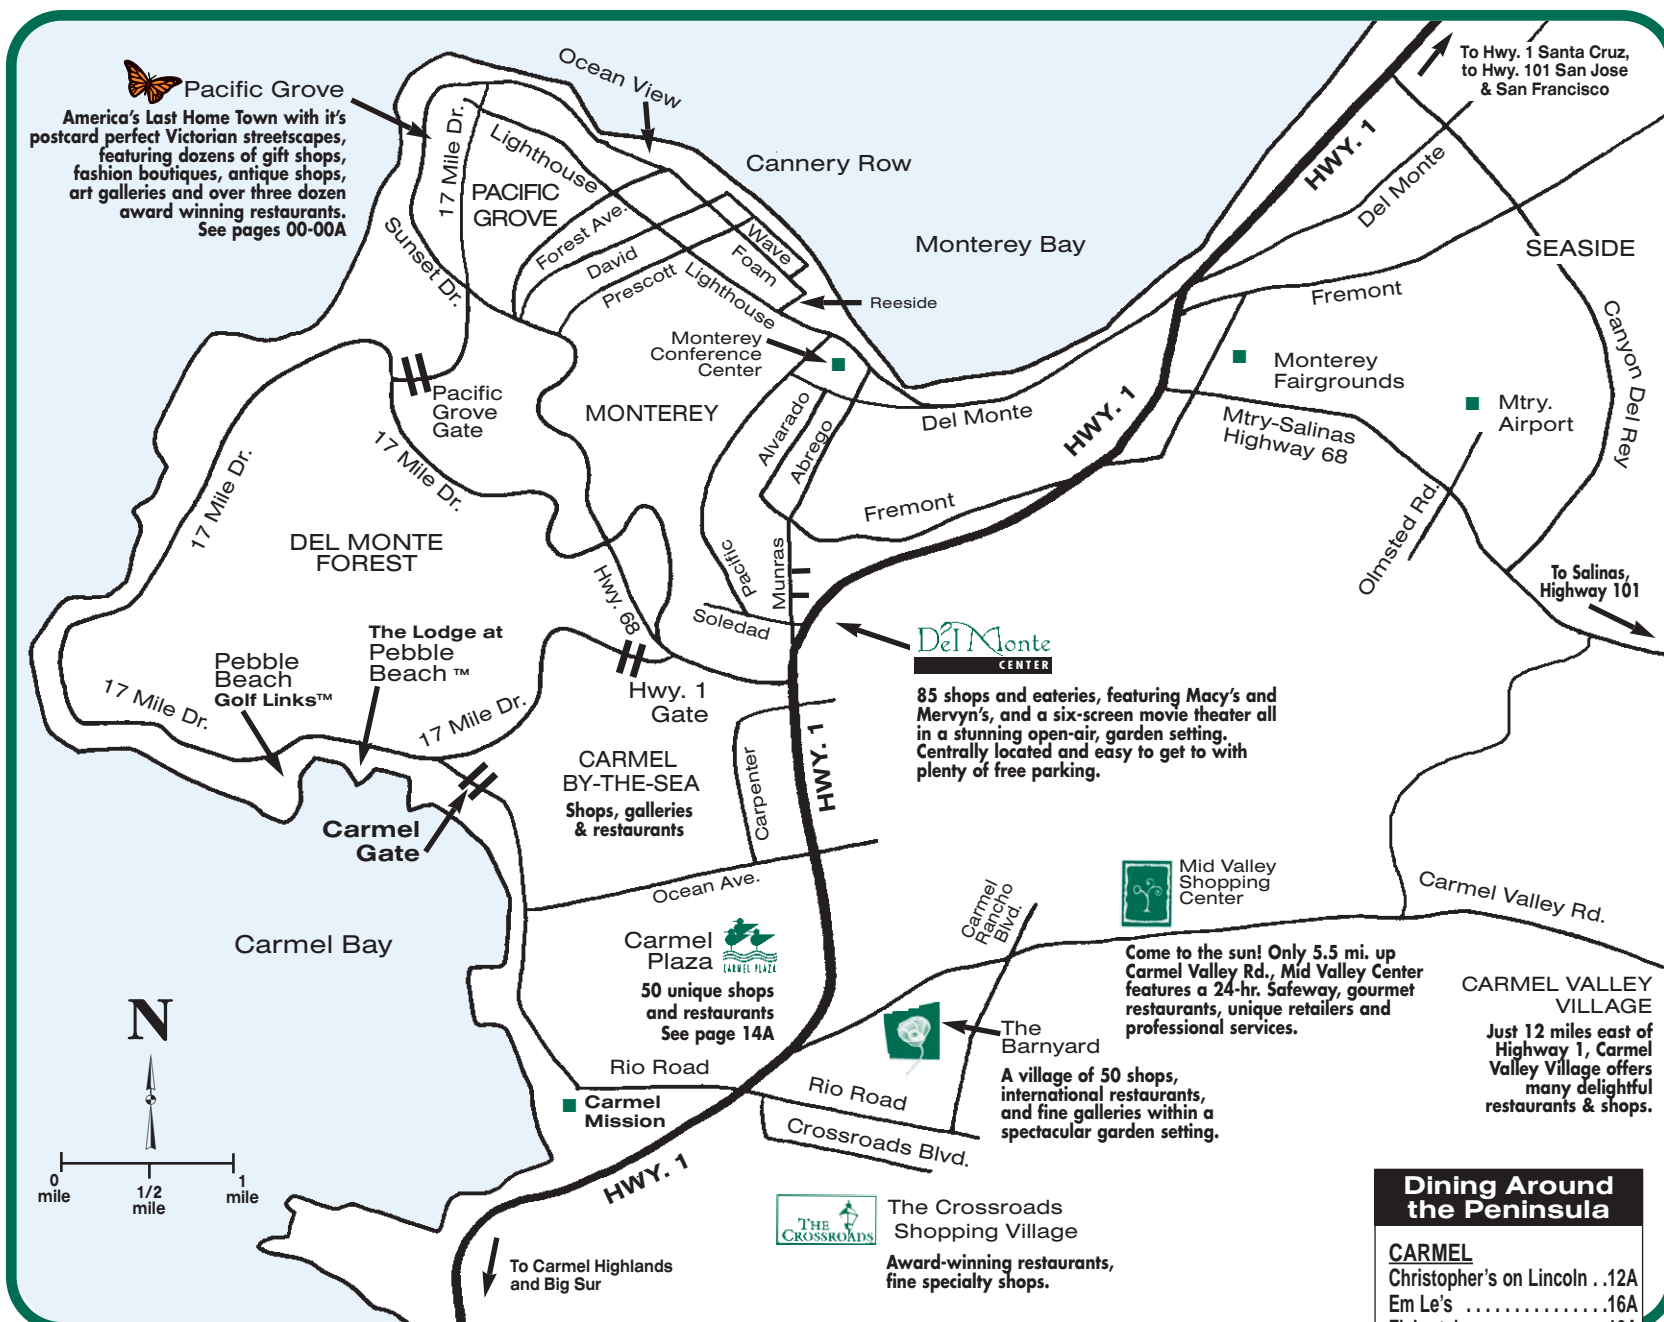 Pacific Grove
America's Last Home Town with it's
postcard perfect Victorian streetscapes,
featuring dozens of gift shops,
fashion boutiques, antique shops,
art galleries and over three dozen
award winning restaurants.
See pages 00-00A
Ocean View
Cannery Row
Monterey Bay
To Hwy. 1 Santa Cruz,
to Hwy. 101 San Jose
& San Francisco
HWY. 1
Del Monte
SEASIDE
Fremont
Canyon Del Rey
17 Mile Dr.
Lighthouse
PACIFIC
GROVE
Sunset Dr.
Forest Ave.
David
Prescott
Wave
Foam
Lighthouse
Reeside
Monterey
Conference
Center
Monterey
Fairgrounds
Mtry.
Airport
Mtry-Salinas
Highway 68
Olmsted Rd.
To Salinas,
Highway 101
Pacific
Grove
Gate
MONTEREY
Alvarado
Abrego
Del Monte
HWY. 1
Fremont
17 Mile Dr.
17 Mile Dr.
DEL MONTE
FOREST
Hwy. 68
Pacific
Munras
Soledad
Del Monte
CENTER
85 shops and eateries, featuring Macy's and
Mervyn's, and a six-screen movie theater all
in a stunning open-air, garden setting.
Centrally located and easy to get to with
plenty of free parking.
The Lodge at
Pebble
Beach ™
Pebble
Beach
Golf Links™
17 Mile Dr.
17 Mile Dr.
Hwy. 1
Gate
CARMEL
BY-THE-SEA
Shops, galleries
& restaurants
Carpenter
HWY. 1
Carmel
Gate
Ocean Ave.
Carmel Bay
Carmel
Plaza
CARMEL PLAZA
50 unique shops
and restaurants
See page 14A
Carmel
Rancho
Blvd.
Mid Valley
Shopping
Center
Come to the sun! Only 5.5 mi. up
Carmel Valley Rd., Mid Valley Center
features a 24-hr. Safeway, gourmet
restaurants, unique retailers and
professional services.
Carmel Valley Rd.
CARMEL VALLEY
VILLAGE
Just 12 miles east of
Highway 1, Carmel
Valley Village offers
many delightful
restaurants & shops.
The
Barnyard
A village of 50 shops,
international restaurants,
and fine galleries within a
spectacular garden setting.
Rio Road
Rio Road
Crossroads Blvd.
Carmel
Mission
N
0
mile
1/2
mile
1
mile
HWY. 1
THE
CROSSROADS
The Crossroads
Shopping Village
Award-winning restaurants,
fine specialty shops.
To Carmel Highlands
and Big Sur
Dining Around
the Peninsula
CARMEL
Christopher's on Lincoln . .12A
Em Le's . . . . . . . . . . . . . . .16A